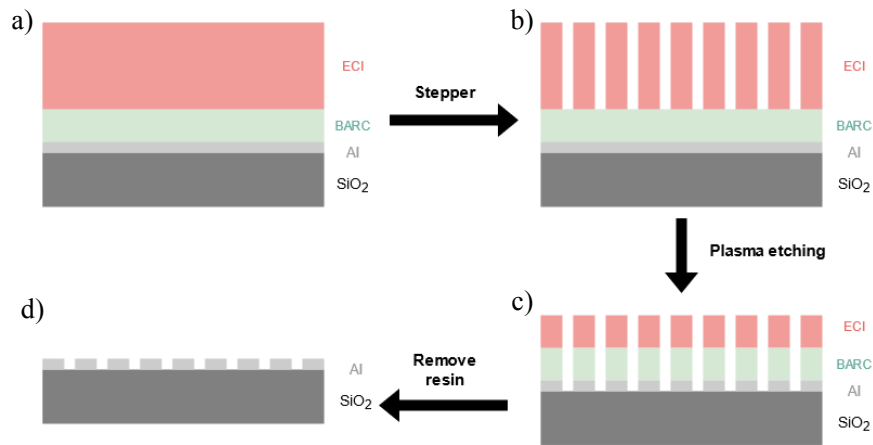 a)
ECI
BARC
Al
SiO₂
Stepper
b)
ECI
BARC
Al
SiO₂
Plasma etching
c)
ECI
BARC
Al
SiO₂
Remove
resin
d)
Al
SiO₂